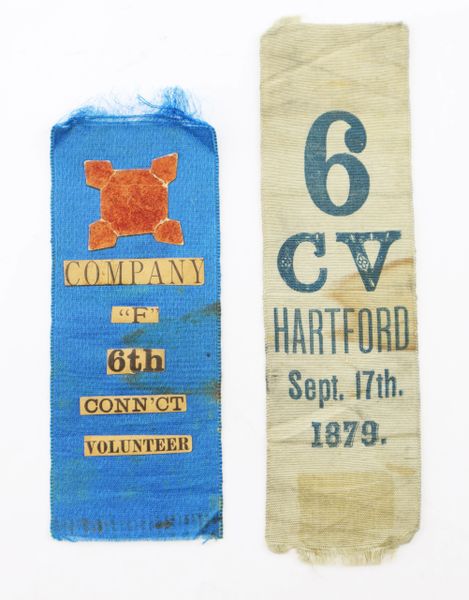 COMPANY
"F"
6th
CONN'CT
VOLUNTEER
6
CV
HARTFORD
Sept. 17th.
1879.